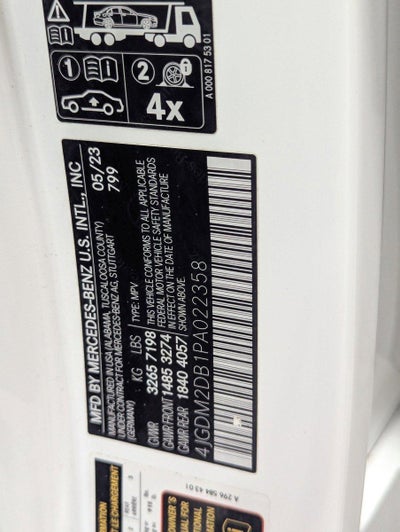 A 000 817 53 01
1
2
4x
MFD BY MERCEDES-BENZ U.S. INTL., INC
MANUFACTURED IN USA (ALABAMA, TUSCALOOSA COUNTY) 05/23
UNDER CONTRACT FOR MERCEDES-BENZ AG, STUTTGART 799
(GERMANY)
KG LBS TYPE: MPV
GVWR 3265 7198 THIS VEHICLE CONFORMS TO ALL APPLICABLE
FEDERAL MOTOR VEHICLE SAFETY STANDARDS
GAWR FRONT 1485 3274 IN EFFECT ON THE DATE OF MANUFACTURE
GAWR REAR 1840 4057 SHOWN ABOVE.
4JGDM2DB1PA022358
A 296 584 43 01